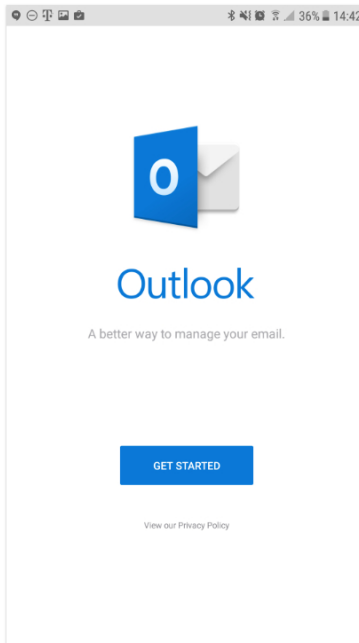 36% 14:42
O
Outlook
A better way to manage your email.
GET STARTED
View our Privacy Policy